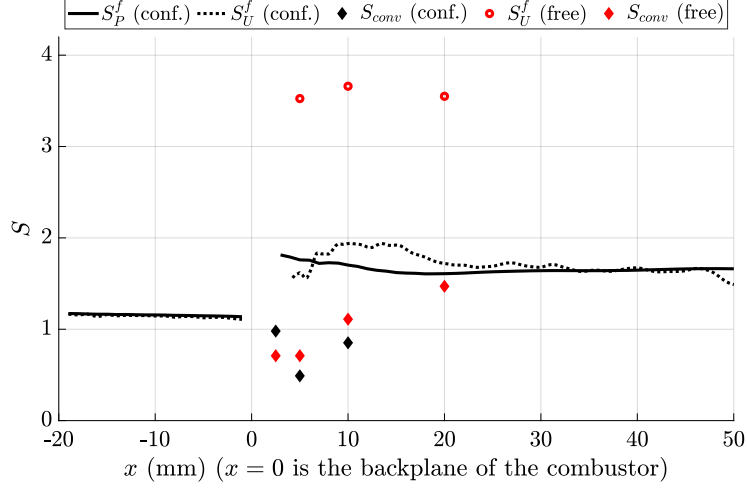 S_P^f (conf.) S_U^f (conf.) S_conv (conf.) S_U^f (free) S_conv (free)
4
3
S
2
1
0
-20 -10 0 10 20 30 40 50
x (mm) (x = 0 is the backplane of the combustor)